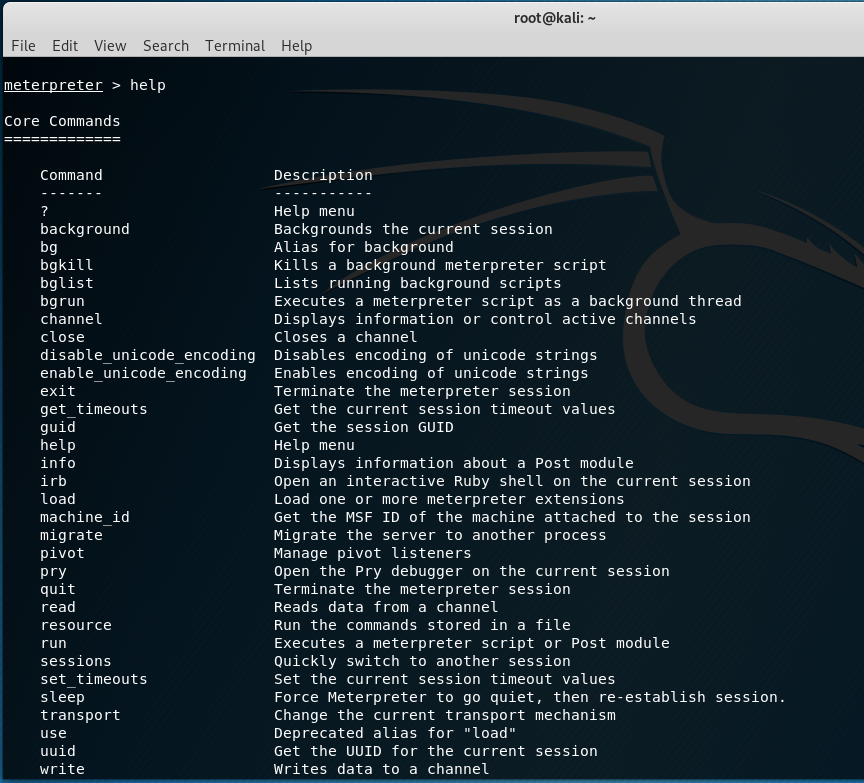 root@kali: ~
File Edit View Search Terminal Help
meterpreter > help
Core Commands
=============
Command Description
------- -----------
? Help menu
background Backgrounds the current session
bg Alias for background
bgkill Kills a background meterpreter script
bglist Lists running background scripts
bgrun Executes a meterpreter script as a background thread
channel Displays information or control active channels
close Closes a channel
disable_unicode_encoding Disables encoding of unicode strings
enable_unicode_encoding Enables encoding of unicode strings
exit Terminate the meterpreter session
get_timeouts Get the current session timeout values
guid Get the session GUID
help Help menu
info Displays information about a Post module
irb Open an interactive Ruby shell on the current session
load Load one or more meterpreter extensions
machine_id Get the MSF ID of the machine attached to the session
migrate Migrate the server to another process
pivot Manage pivot listeners
pry Open the Pry debugger on the current session
quit Terminate the meterpreter session
read Reads data from a channel
resource Run the commands stored in a file
run Executes a meterpreter script or Post module
sessions Quickly switch to another session
set_timeouts Set the current session timeout values
sleep Force Meterpreter to go quiet, then re-establish session.
transport Change the current transport mechanism
use Deprecated alias for "load"
uuid Get the UUID for the current session
write Writes data to a channel